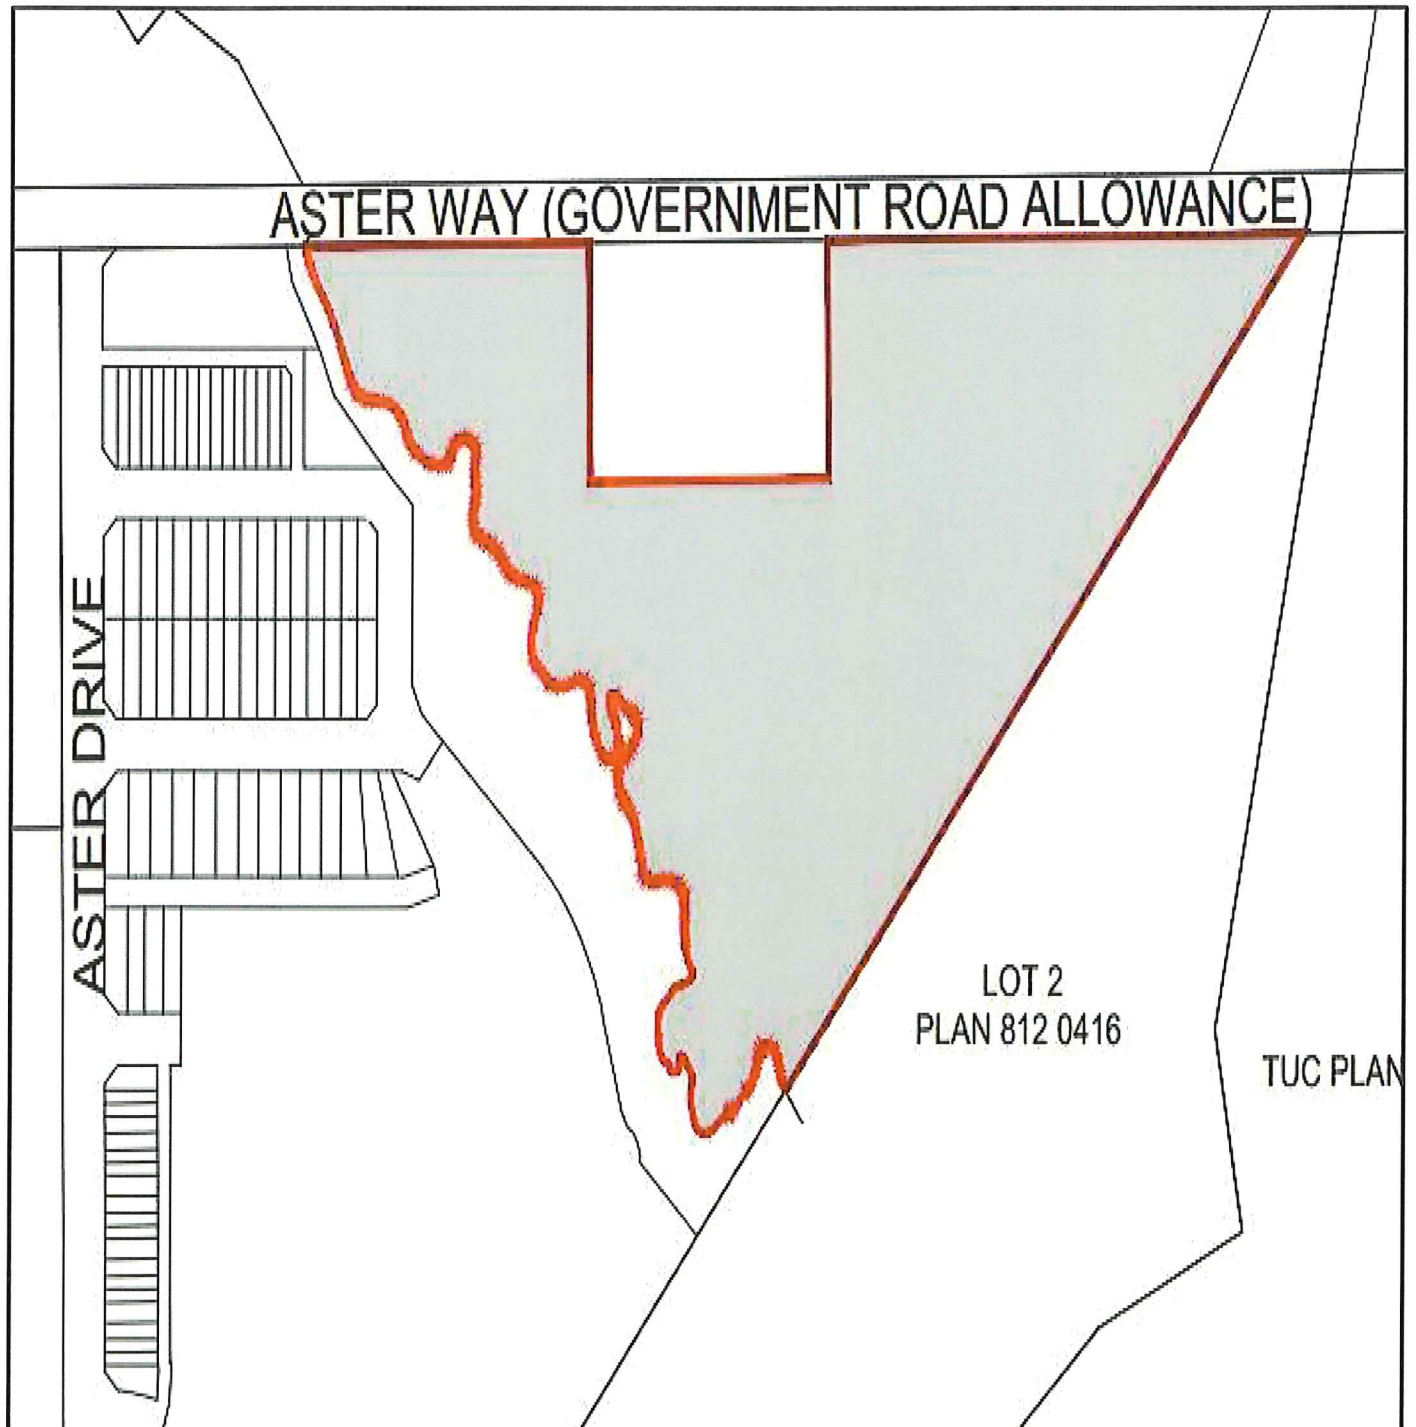 ASTER WAY (GOVERNMENT ROAD ALLOWANCE)
ASTER DRIVE
LOT 2
PLAN 812 0416
TUC PLAN